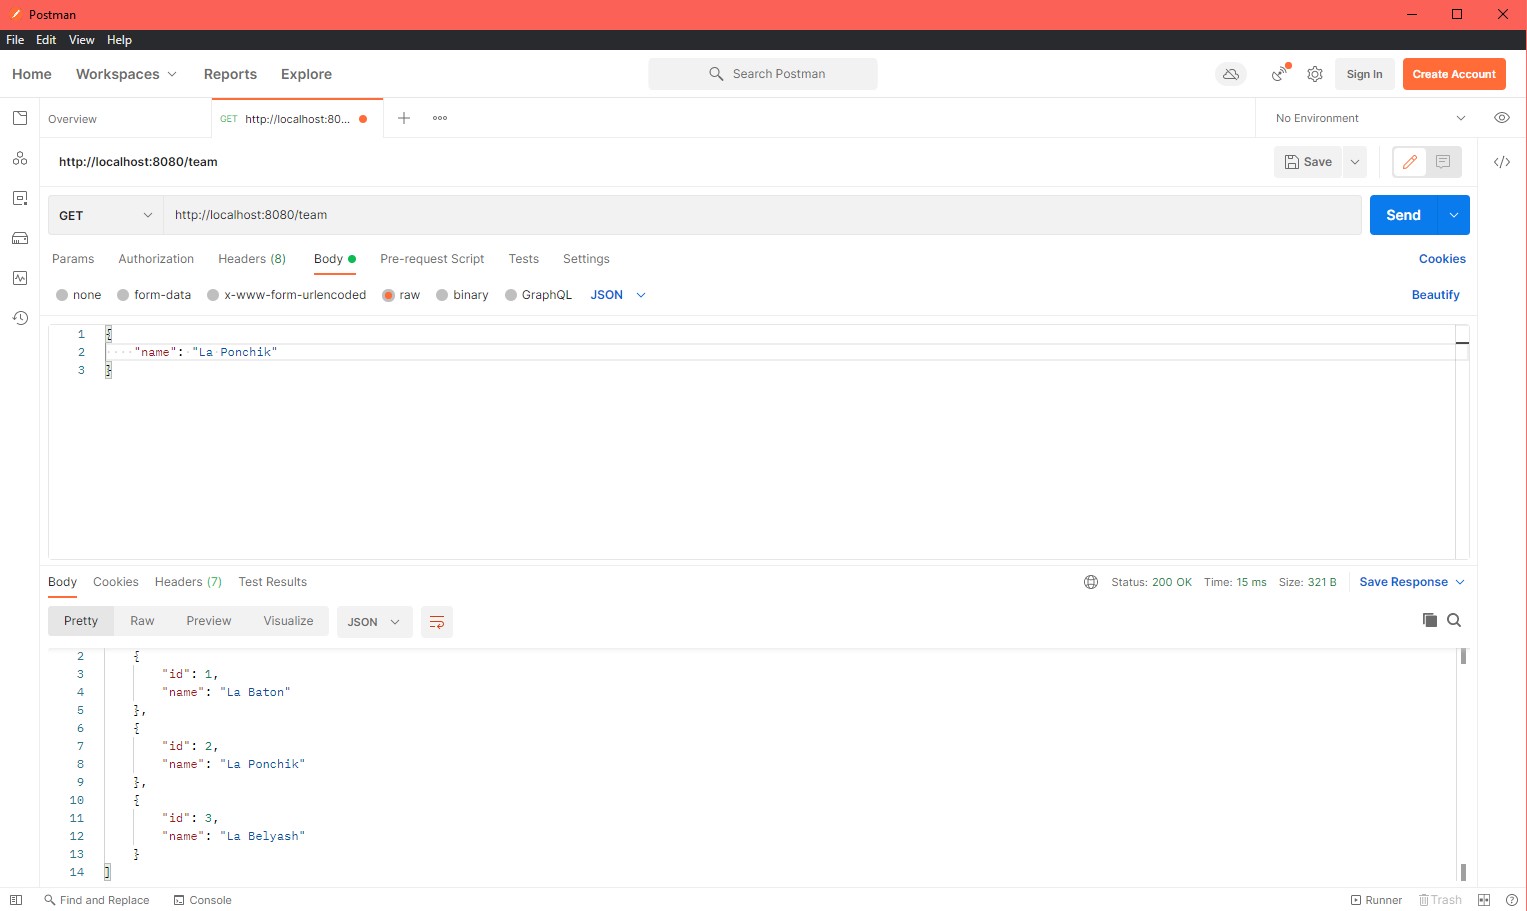 Postman
File Edit View Help
Home Workspaces Reports Explore Search Postman Sign In Create Account
Overview GET http://localhost:80... No Environment
http://localhost:8080/team Save
GET http://localhost:8080/team Send
Params Authorization Headers (8) Body Pre-request Script Tests Settings Cookies
none form-data x-www-form-urlencoded raw binary GraphQL JSON Beautify
1 {
2 "name": "La Ponchik"
3 }
Body Cookies Headers (7) Test Results Status: 200 OK Time: 15 ms Size: 321 B Save Response
Pretty Raw Preview Visualize JSON
2 {
3 "id": 1,
4 "name": "La Baton"
5 },
6 {
7 "id": 2,
8 "name": "La Ponchik"
9 },
10 {
11 "id": 3,
12 "name": "La Belyash"
13 }
14 ]
Find and Replace Console Runner Trash